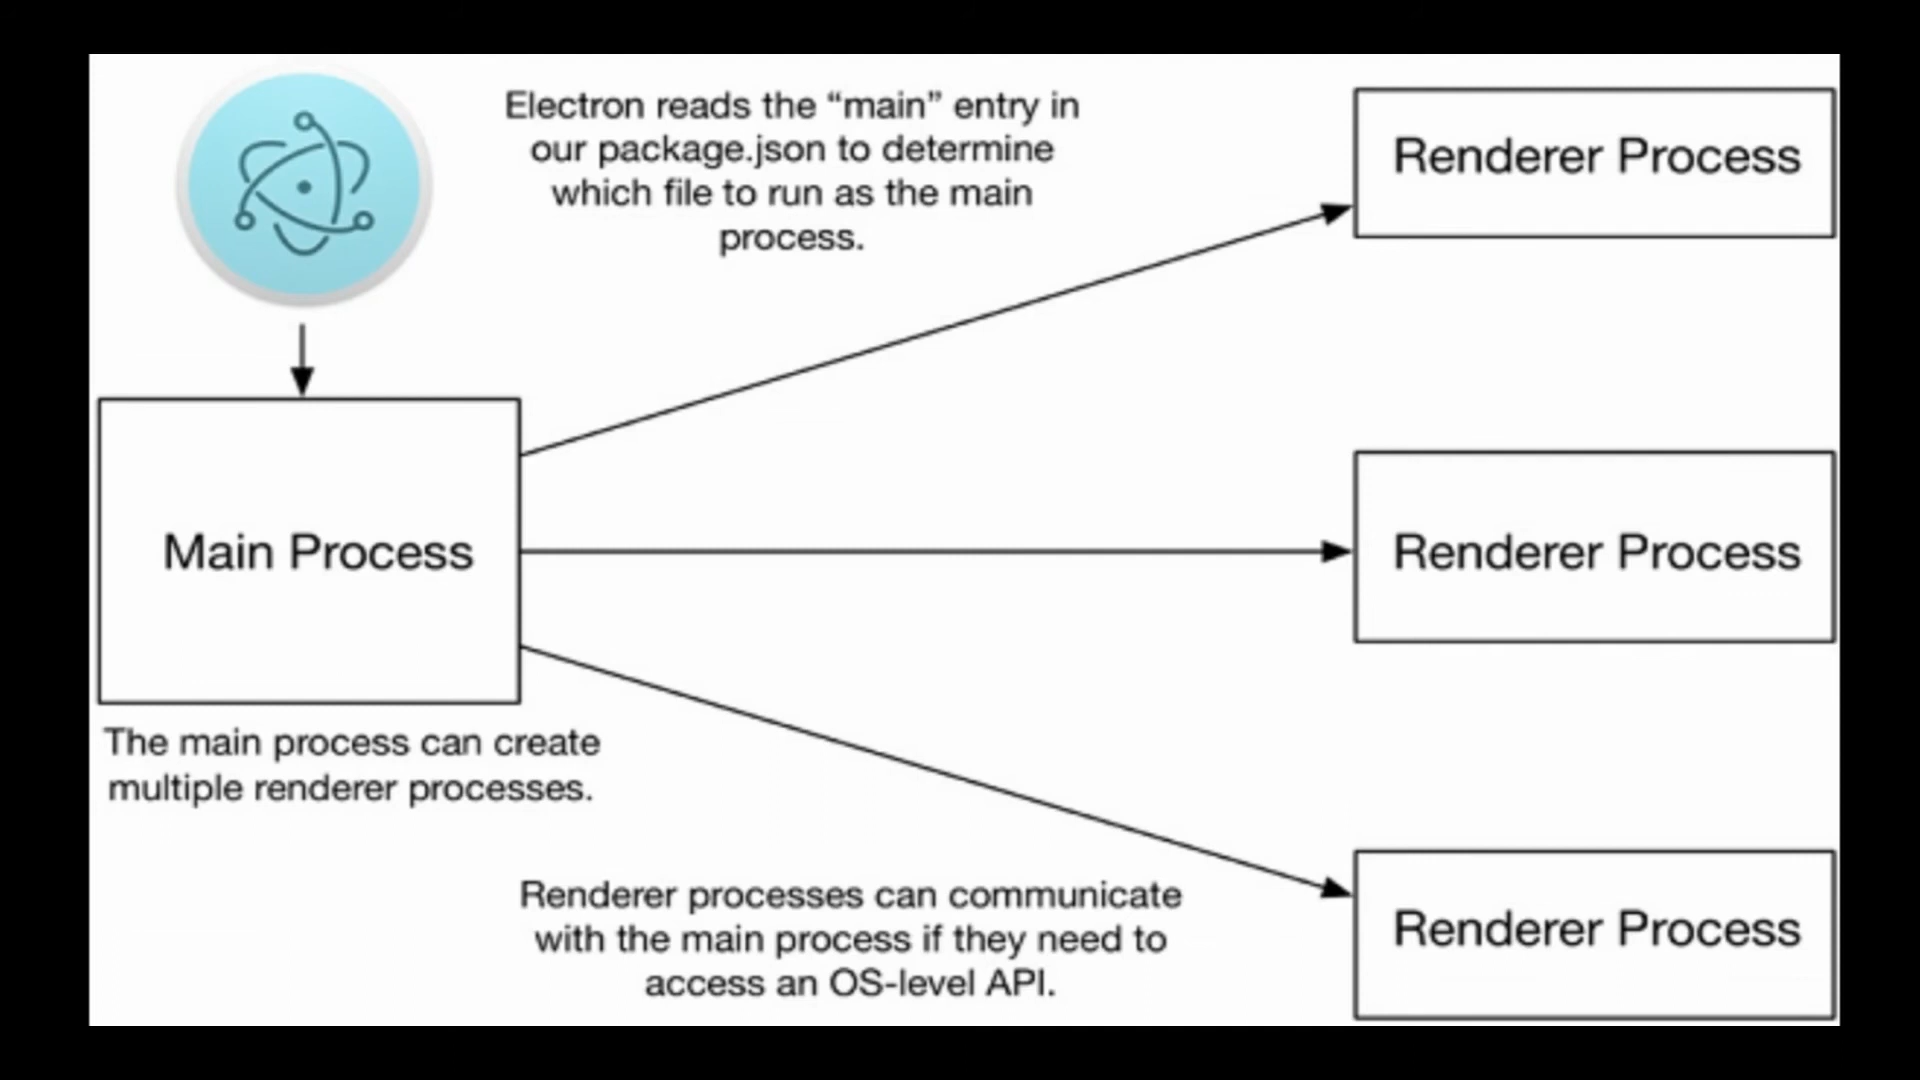 Electron reads the “main” entry in
our package.json to determine
which file to run as the main
process.
Renderer Process
Main Process
Renderer Process
The main process can create
multiple renderer processes.
Renderer processes can communicate
with the main process if they need to
access an OS-level API.
Renderer Process